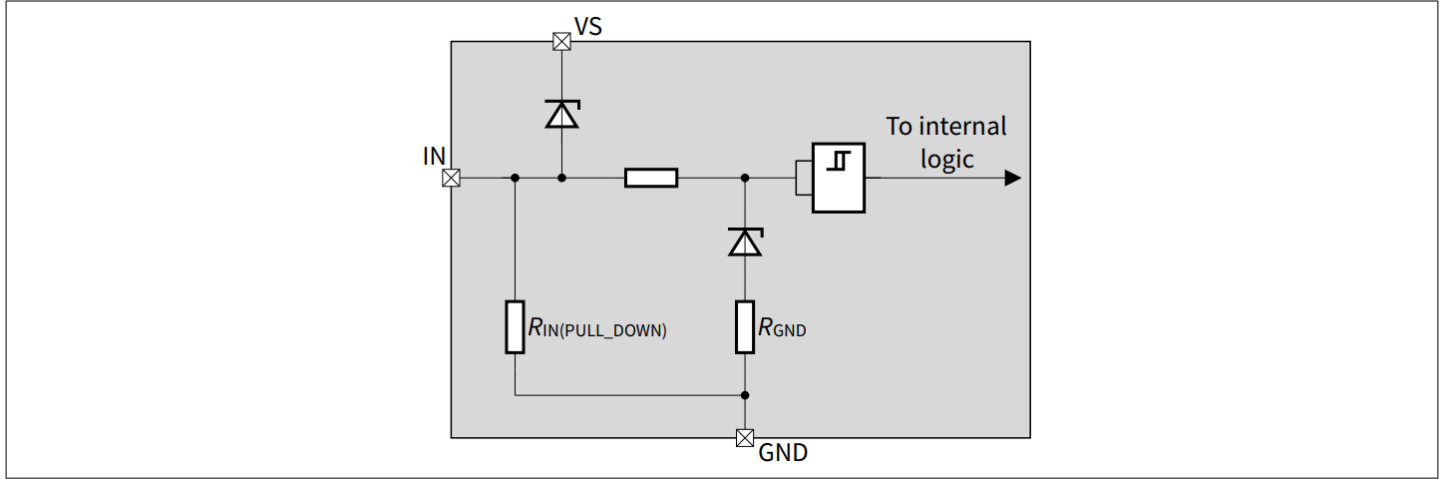 VS
To internal
logic
IN
RIN(PULL_DOWN)
RGND
GND